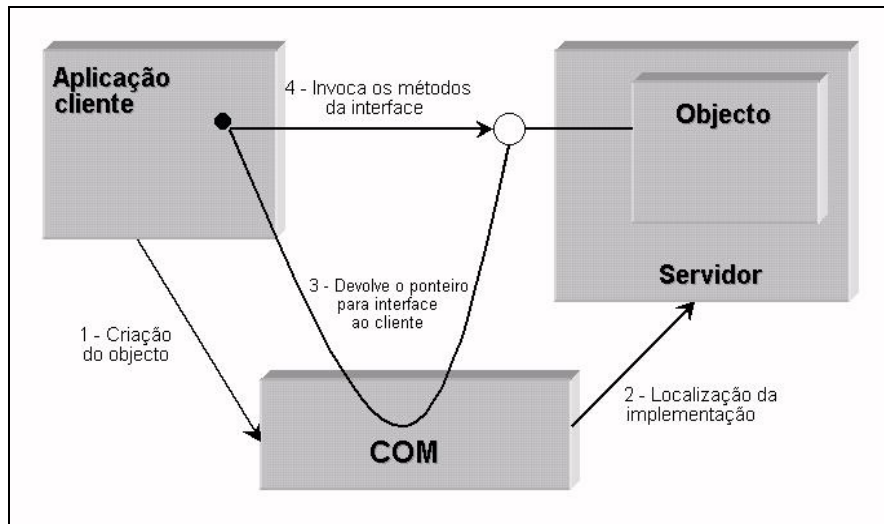 Aplicação
cliente
4 - Invoca os métodos
da interface
Objecto
Servidor
3 - Devolve o ponteiro
para interface
ao cliente
1 - Criação
do objecto
2 - Localização da
implementação
COM